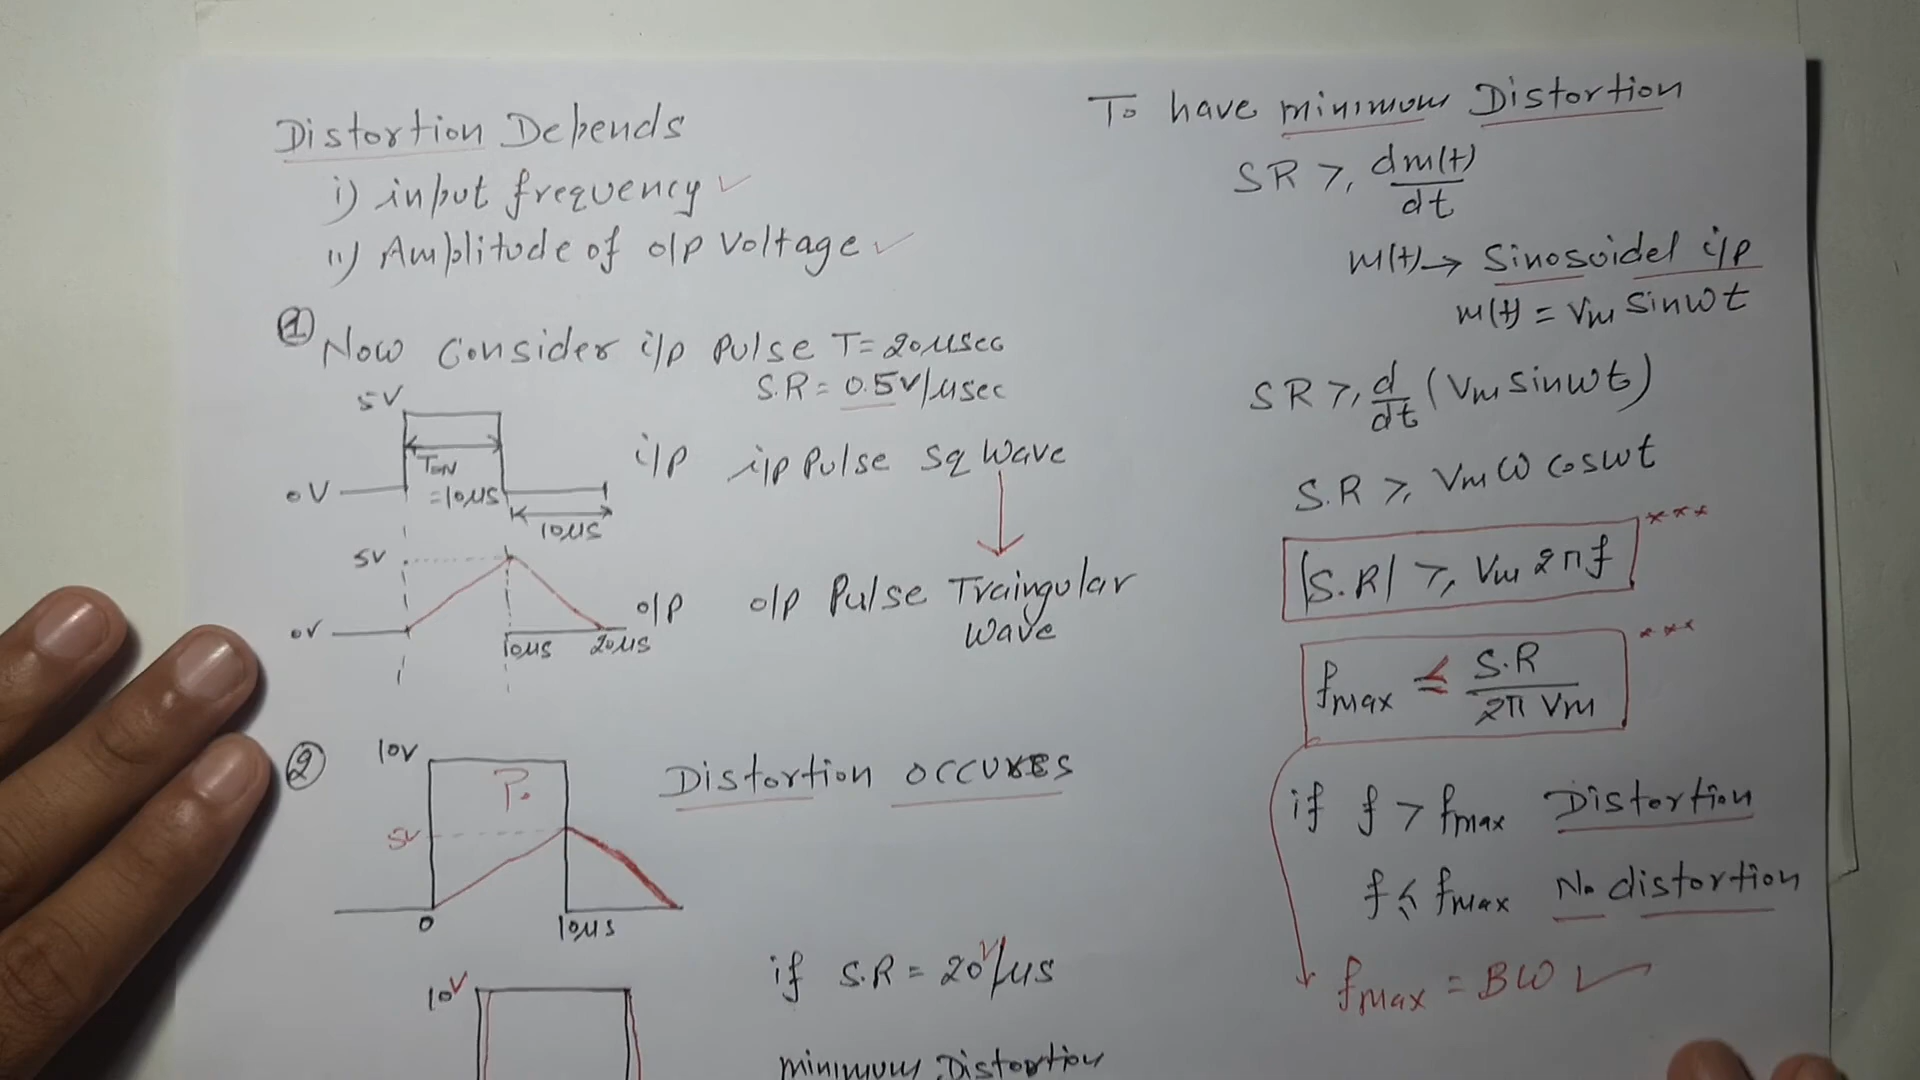 Distortion Depends
i) input frequency ✓
ii) Amplitude of o/p Voltage ✓
① Now Consider i/p pulse T = 20 μsec
S.R = 0.5V/μsec
5V
TON
= 10μs
0V
10μs
i/p i/p Pulse Sq Wave
5V
0V
10μs 20μs
o/p o/p Pulse Traingular
Wave
②
10V
P.
5V
0
10μs
Distortion occures
10V
if S.R = 20V/μs
minimum Distortion
To have minimum Distortion
SR ≥ dm(t)/dt
m(t) → Sinosoidel i/p
m(t) = Vm Sinωt
SR ≥ d/dt (Vm sinωt)
S.R ≥ Vm ω cosωt
|S.R| ≥ Vm 2πf ***
fmax ≤ S.R/2π Vm ***
if f > fmax Distortion
f ≤ fmax No distortion
fmax = BW ✓